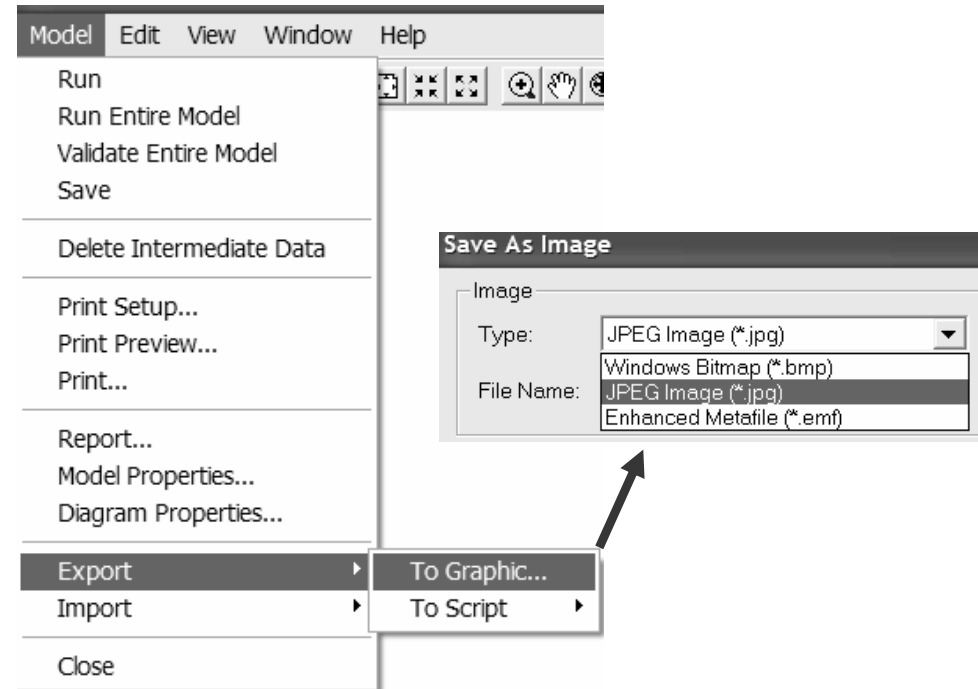 Model Edit View Window Help
Run
Run Entire Model
Validate Entire Model
Save
Delete Intermediate Data
Print Setup...
Print Preview...
Print...
Report...
Model Properties...
Diagram Properties...
Export
Import
Close
To Graphic...
To Script
Save As Image
Image
Type: JPEG Image (*.jpg)
Windows Bitmap (*.bmp)
File Name: JPEG Image (*.jpg)
Enhanced Metafile (*.emf)